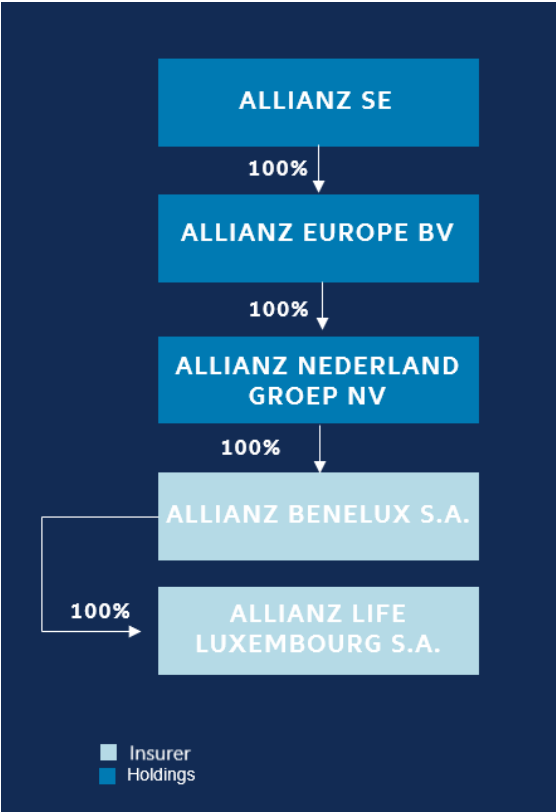 ALLIANZ SE
100%
ALLIANZ EUROPE BV
100%
ALLIANZ NEDERLAND
GROEP NV
100%
ALLIANZ BENELUX S.A.
100%
ALLIANZ LIFE
LUXEMBOURG S.A.
Insurer
Holdings